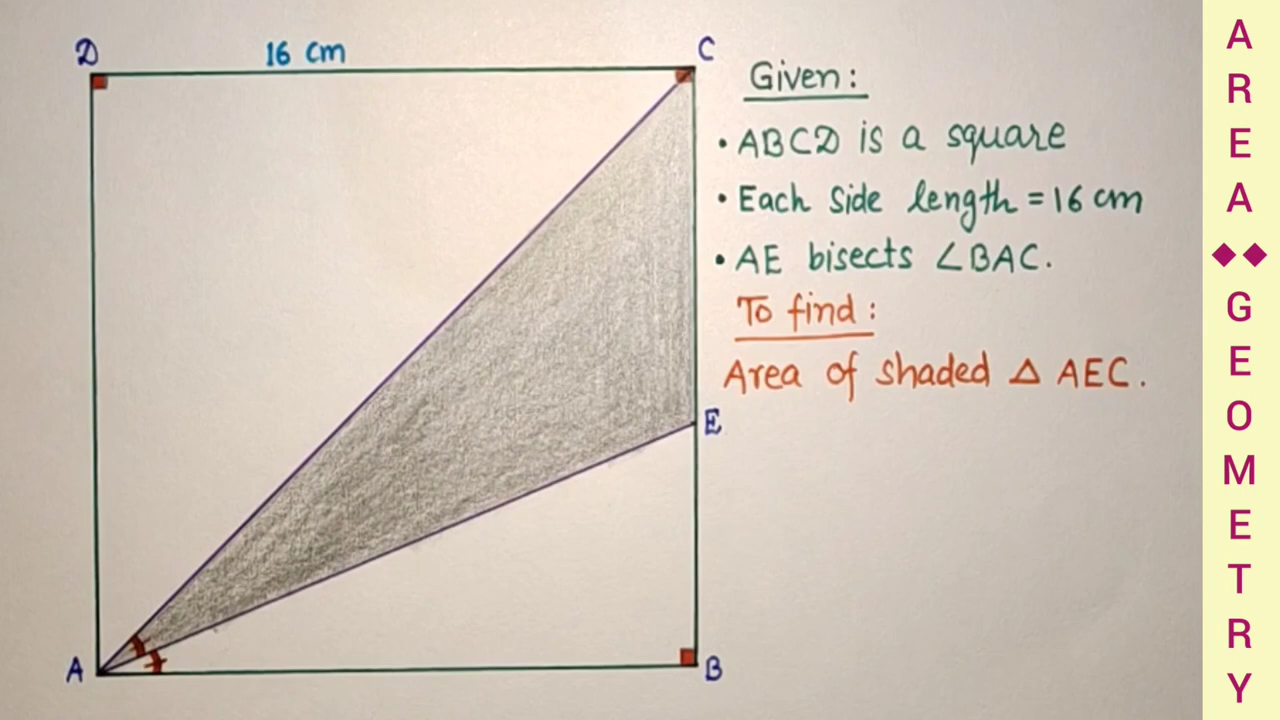 D
16 cm
C
Given:
• ABCD is a square
• Each side length = 16 cm
• AE bisects ∠BAC.
To find:
Area of shaded △ AEC.
E
A
B
AREA ◆◆ GEOMETRY